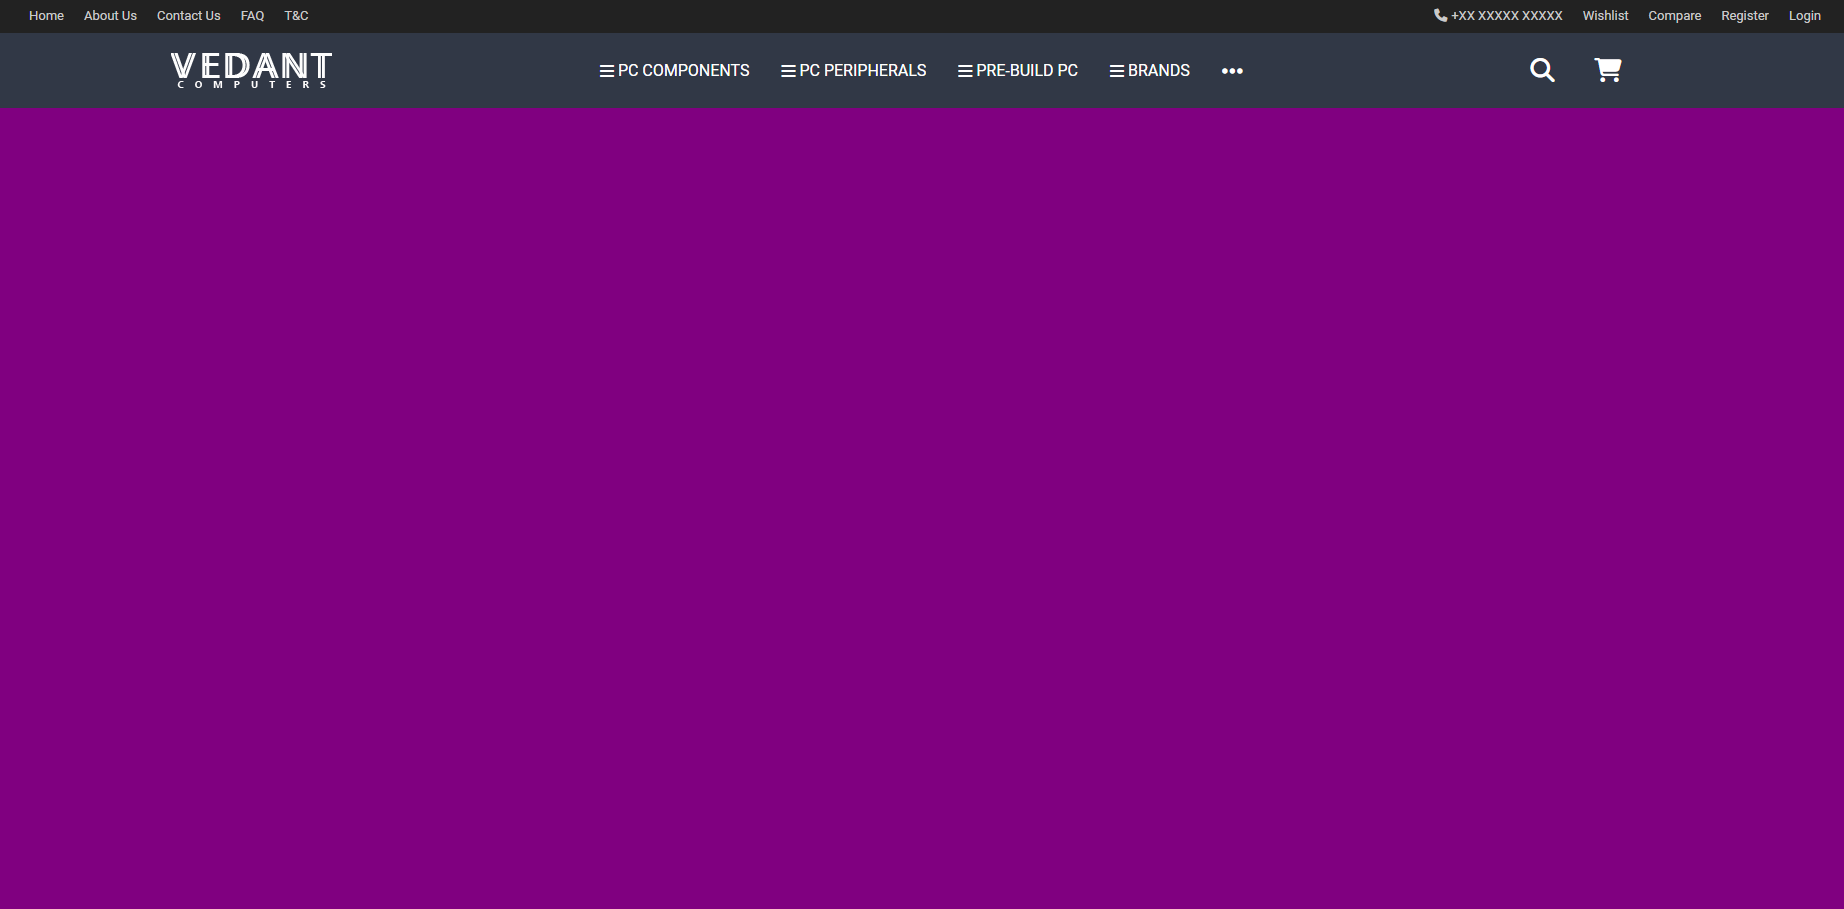 Home About Us Contact Us FAQ T&C +XX XXXXX XXXXX Wishlist Compare Register Login
VEDANT
COMPUTERS
PC COMPONENTS PC PERIPHERALS PRE-BUILD PC BRANDS